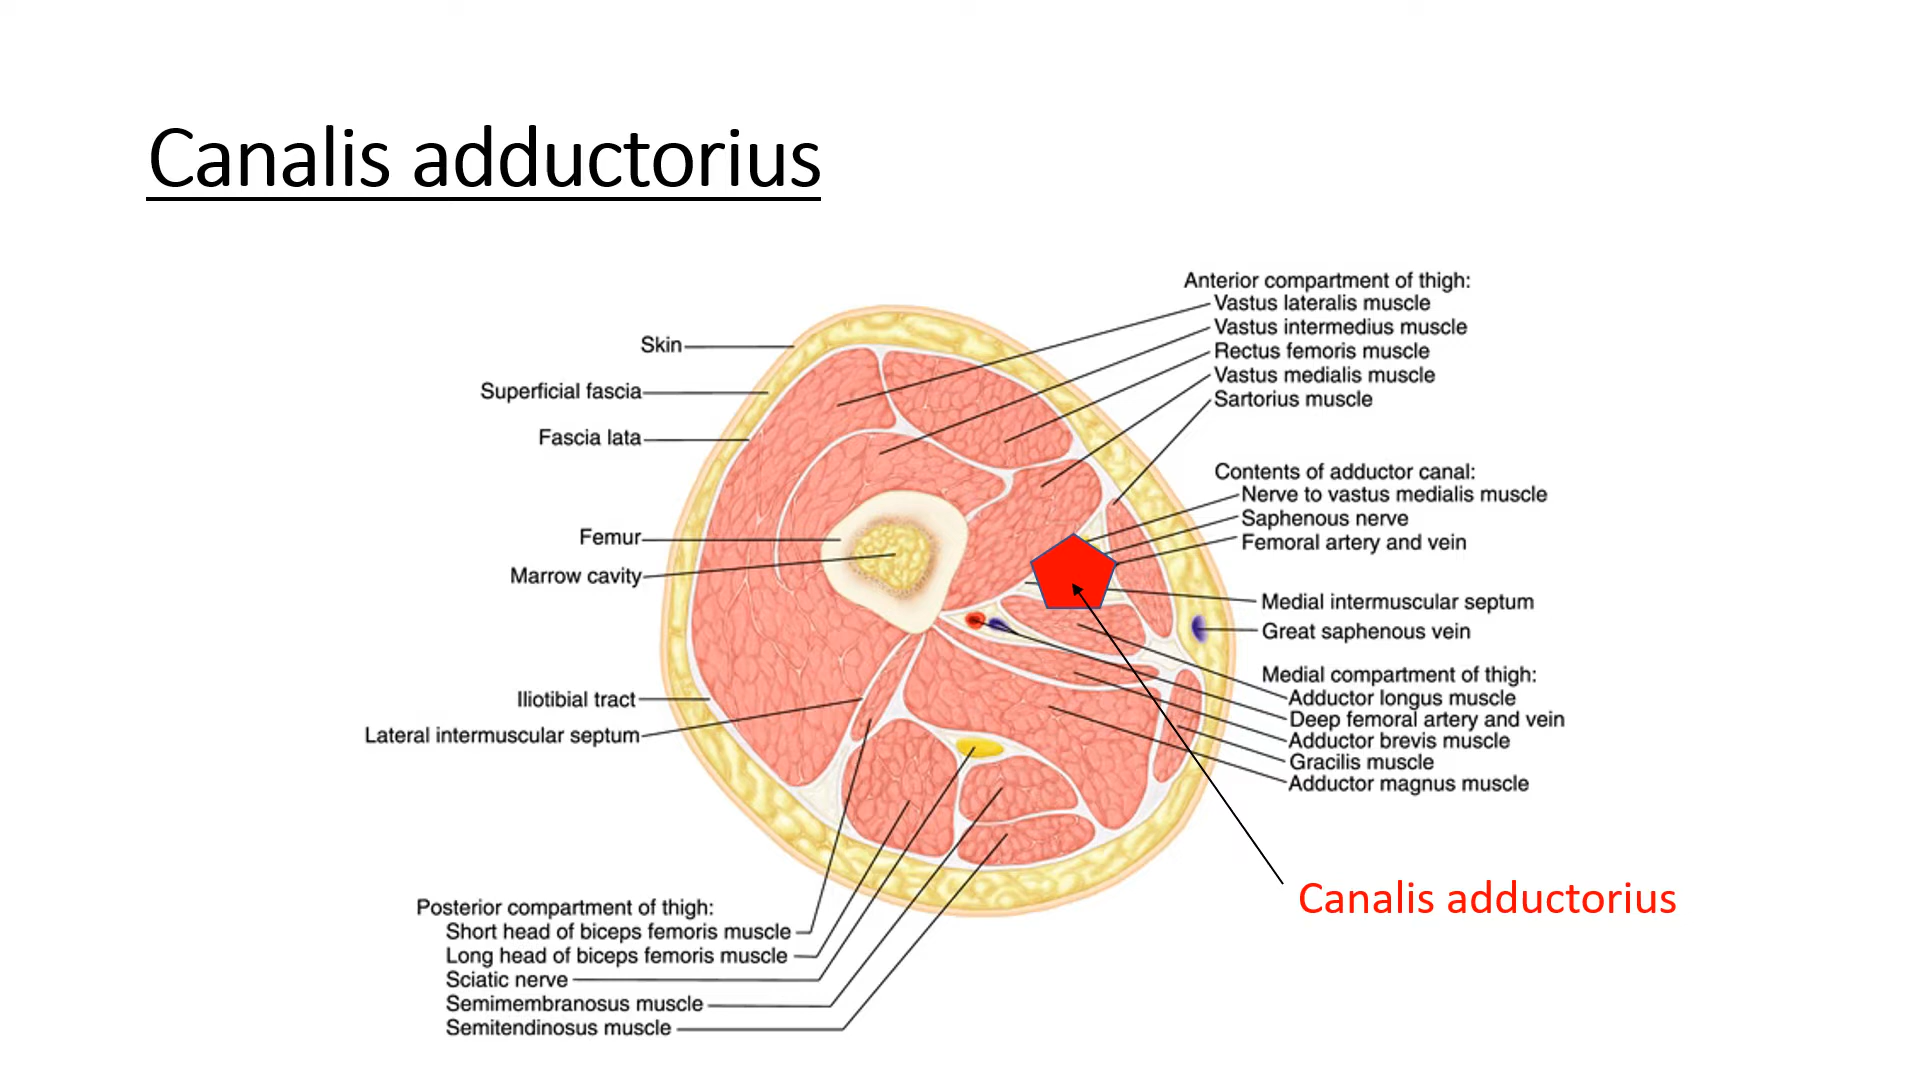 Canalis adductorius
Anterior compartment of thigh:
Vastus lateralis muscle
Vastus intermedius muscle
Rectus femoris muscle
Vastus medialis muscle
Sartorius muscle
Skin
Superficial fascia
Fascia lata
Femur
Marrow cavity
Iliotibial tract
Lateral intermuscular septum
Contents of adductor canal:
Nerve to vastus medialis muscle
Saphenous nerve
Femoral artery and vein
Medial intermuscular septum
Great saphenous vein
Medial compartment of thigh:
Adductor longus muscle
Deep femoral artery and vein
Adductor brevis muscle
Gracilis muscle
Adductor magnus muscle
Canalis adductorius
Posterior compartment of thigh:
Short head of biceps femoris muscle
Long head of biceps femoris muscle
Sciatic nerve
Semimembranosus muscle
Semitendinosus muscle